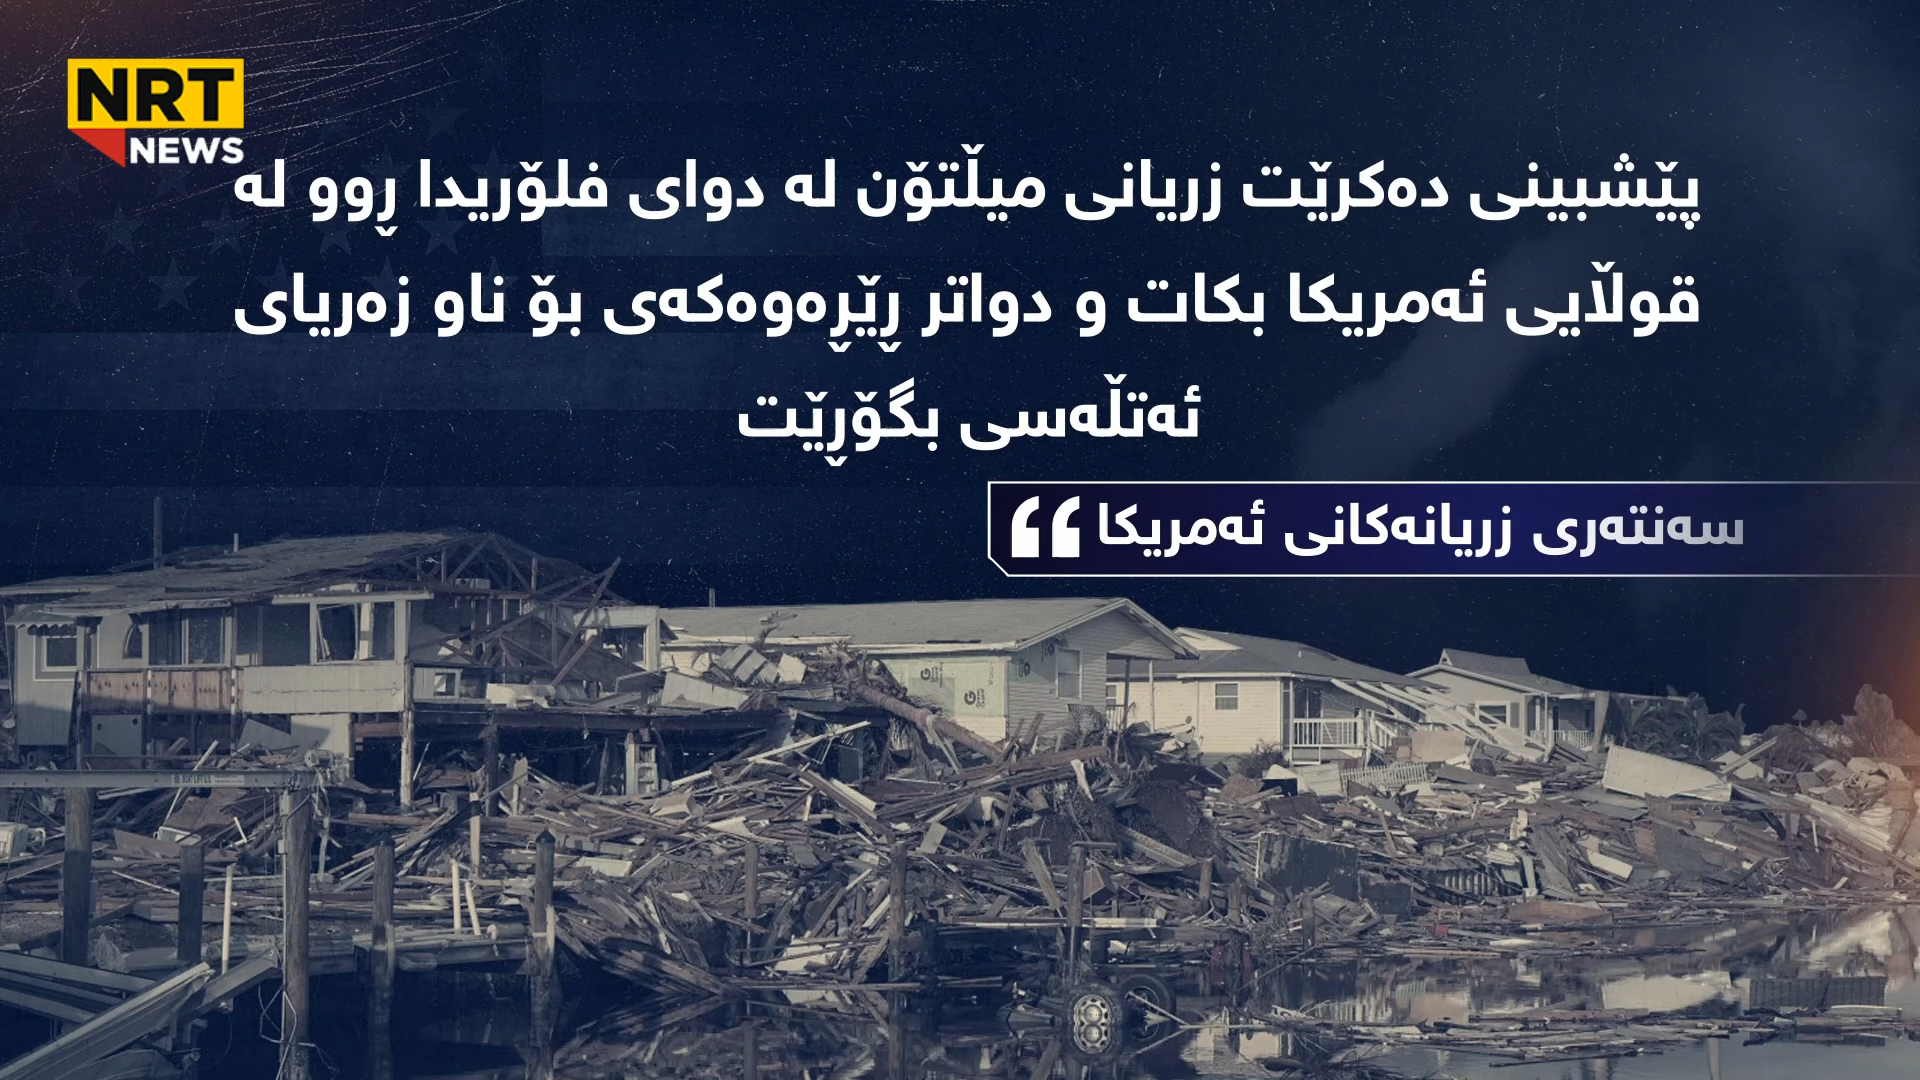 NRT
NEWS
پێشبینی دەکرێت زریانی میڵتۆن لە دوای فلۆریدا ڕوو لە
قوڵایی ئەمریکا بکات و دواتر ڕێڕەوەکەی بۆ ناو زەریای
ئەتڵەسی بگۆڕێت
سەنتەری زریانەکانی ئەمریکا